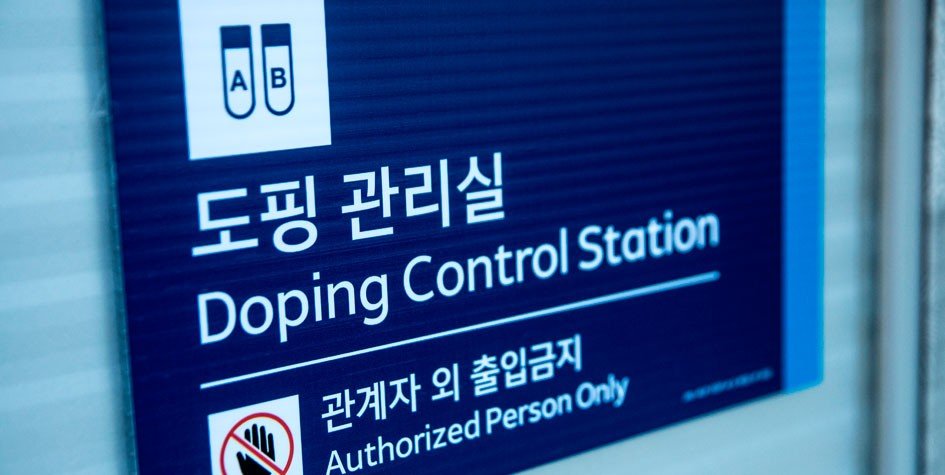 A B
도핑 관리실
Doping Control Station
관계자 외 출입금지
Authorized Person Only